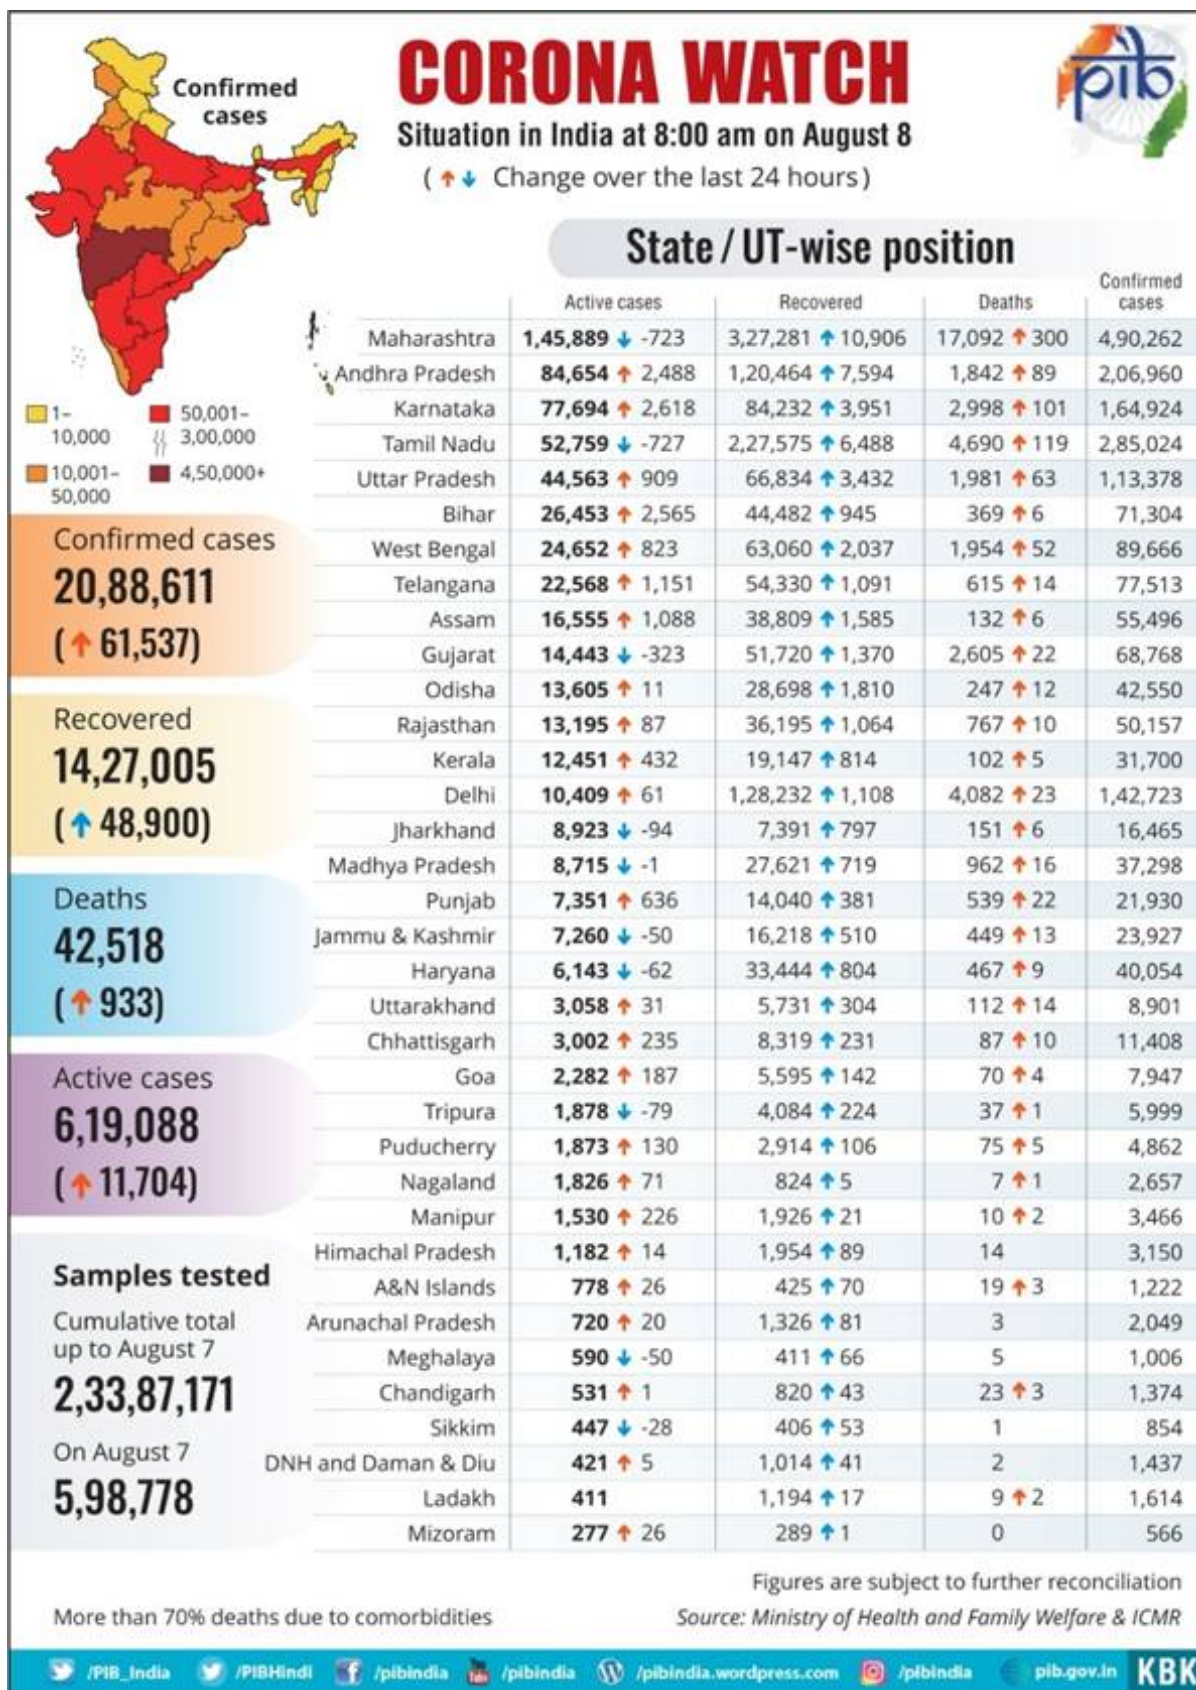 CORONA WATCH
pib
Situation in India at 8:00 am on August 8
( ↑ ↓ Change over the last 24 hours)
Confirmed
cases
1–
10,000
50,001–
3,00,000
10,001–
50,000
4,50,000+
Confirmed cases
20,88,611
( ↑ 61,537)
Recovered
14,27,005
( ↑ 48,900)
Deaths
42,518
( ↑ 933)
Active cases
6,19,088
( ↑ 11,704)
Samples tested
Cumulative total
up to August 7
2,33,87,171
On August 7
5,98,778
State / UT-wise position
Active cases Recovered Deaths Confirmed
cases
Maharashtra 1,45,889 ↓ -723 3,27,281 ↑ 10,906 17,092 ↑ 300 4,90,262
Andhra Pradesh 84,654 ↑ 2,488 1,20,464 ↑ 7,594 1,842 ↑ 89 2,06,960
Karnataka 77,694 ↑ 2,618 84,232 ↑ 3,951 2,998 ↑ 101 1,64,924
Tamil Nadu 52,759 ↓ -727 2,27,575 ↑ 6,488 4,690 ↑ 119 2,85,024
Uttar Pradesh 44,563 ↑ 909 66,834 ↑ 3,432 1,981 ↑ 63 1,13,378
Bihar 26,453 ↑ 2,565 44,482 ↑ 945 369 ↑ 6 71,304
West Bengal 24,652 ↑ 823 63,060 ↑ 2,037 1,954 ↑ 52 89,666
Telangana 22,568 ↑ 1,151 54,330 ↑ 1,091 615 ↑ 14 77,513
Assam 16,555 ↑ 1,088 38,809 ↑ 1,585 132 ↑ 6 55,496
Gujarat 14,443 ↓ -323 51,720 ↑ 1,370 2,605 ↑ 22 68,768
Odisha 13,605 ↑ 11 28,698 ↑ 1,810 247 ↑ 12 42,550
Rajasthan 13,195 ↑ 87 36,195 ↑ 1,064 767 ↑ 10 50,157
Kerala 12,451 ↑ 432 19,147 ↑ 814 102 ↑ 5 31,700
Delhi 10,409 ↑ 61 1,28,232 ↑ 1,108 4,082 ↑ 23 1,42,723
Jharkhand 8,923 ↓ -94 7,391 ↑ 797 151 ↑ 6 16,465
Madhya Pradesh 8,715 ↓ -1 27,621 ↑ 719 962 ↑ 16 37,298
Punjab 7,351 ↑ 636 14,040 ↑ 381 539 ↑ 22 21,930
Jammu & Kashmir 7,260 ↓ -50 16,218 ↑ 510 449 ↑ 13 23,927
Haryana 6,143 ↓ -62 33,444 ↑ 804 467 ↑ 9 40,054
Uttarakhand 3,058 ↑ 31 5,731 ↑ 304 112 ↑ 14 8,901
Chhattisgarh 3,002 ↑ 235 8,319 ↑ 231 87 ↑ 10 11,408
Goa 2,282 ↑ 187 5,595 ↑ 142 70 ↑ 4 7,947
Tripura 1,878 ↓ -79 4,084 ↑ 224 37 ↑ 1 5,999
Puducherry 1,873 ↑ 130 2,914 ↑ 106 75 ↑ 5 4,862
Nagaland 1,826 ↑ 71 824 ↑ 5 7 ↑ 1 2,657
Manipur 1,530 ↑ 226 1,926 ↑ 21 10 ↑ 2 3,466
Himachal Pradesh 1,182 ↑ 14 1,954 ↑ 89 14 3,150
A&N Islands 778 ↑ 26 425 ↑ 70 19 ↑ 3 1,222
Arunachal Pradesh 720 ↑ 20 1,326 ↑ 81 3 2,049
Meghalaya 590 ↓ -50 411 ↑ 66 5 1,006
Chandigarh 531 ↑ 1 820 ↑ 43 23 ↑ 3 1,374
Sikkim 447 ↓ -28 406 ↑ 53 1 854
DNH and Daman & Diu 421 ↑ 5 1,014 ↑ 41 2 1,437
Ladakh 411 1,194 ↑ 17 9 ↑ 2 1,614
Mizoram 277 ↑ 26 289 ↑ 1 0 566
Figures are subject to further reconciliation
More than 70% deaths due to comorbidities
Source: Ministry of Health and Family Welfare & ICMR
/PIB_India /PIBHindi /pibindia /pibindia /pibindia.wordpress.com /pibindia pib.gov.in KBK